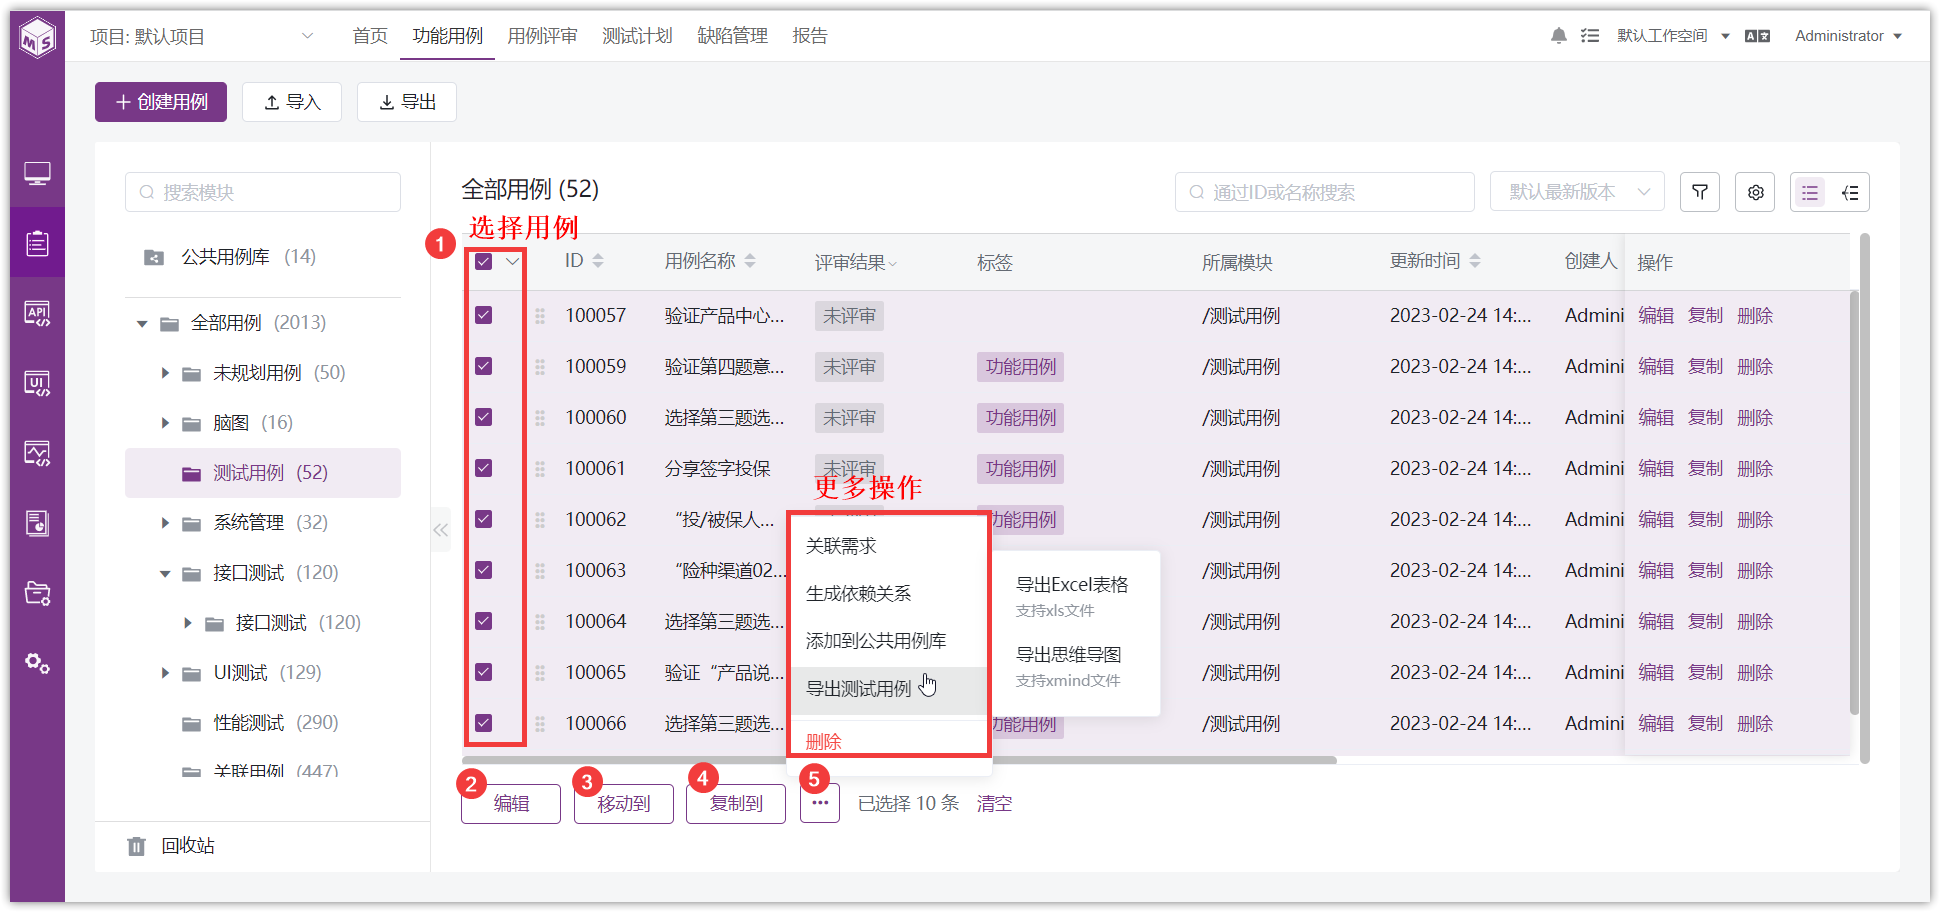 MS
项目: 默认项目
首页 功能用例 用例评审 测试计划 缺陷管理 报告
默认工作空间
Administrator
创建用例 导入 导出
搜索模块
公共用例库 (14)
全部用例 (2013)
未规划用例 (50)
脑图 (16)
测试用例 (52)
系统管理 (32)
接口测试 (120)
接口测试 (120)
UI测试 (129)
性能测试 (290)
关联用例 (447)
回收站
API
UI
全部用例 (52)
通过ID或名称搜索
默认最新版本
1 选择用例
ID 用例名称 评审结果 标签 所属模块 更新时间 创建人 操作
100057 验证产品中心... 未评审 /测试用例 2023-02-24 14:... Admini 编辑 复制 删除
100059 验证第四题意... 未评审 功能用例 /测试用例 2023-02-24 14:... Admini 编辑 复制 删除
100060 选择第三题选... 未评审 功能用例 /测试用例 2023-02-24 14:... Admini 编辑 复制 删除
100061 分享签字投保 未评审 功能用例 /测试用例 2023-02-24 14:... Admini 编辑 复制 删除
100062 “投/被保人... 功能用例 /测试用例 2023-02-24 14:... Admini 编辑 复制 删除
100063 “险种渠道02... /测试用例 2023-02-24 14:... Admini 编辑 复制 删除
100064 选择第三题选... /测试用例 2023-02-24 14:... Admini 编辑 复制 删除
100065 验证“产品说... /测试用例 2023-02-24 14:... Admini 编辑 复制 删除
100066 选择第三题选... 功能用例 /测试用例 2023-02-24 14:... Admini 编辑 复制 删除
更多操作
关联需求
生成依赖关系
添加到公共用例库
导出测试用例
删除
导出Excel表格
支持xls文件
导出思维导图
支持xmind文件
2 编辑
3 移动到
4 复制到
5 ...
已选择 10 条 清空